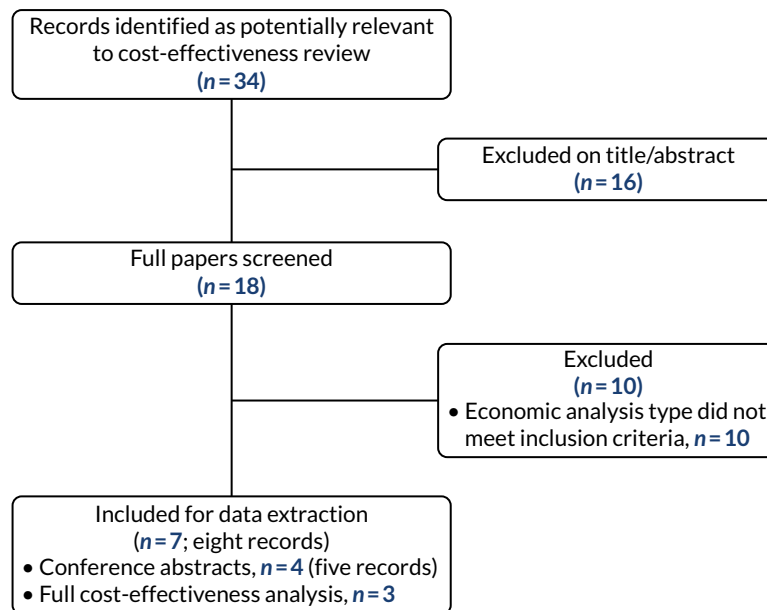 Records identified as potentially relevant
to cost-effectiveness review
(n = 34)
Excluded on title/abstract
(n = 16)
Full papers screened
(n = 18)
Excluded
(n = 10)
• Economic analysis type did not
meet inclusion criteria, n = 10
Included for data extraction
(n = 7; eight records)
• Conference abstracts, n = 4 (five records)
• Full cost-effectiveness analysis, n = 3